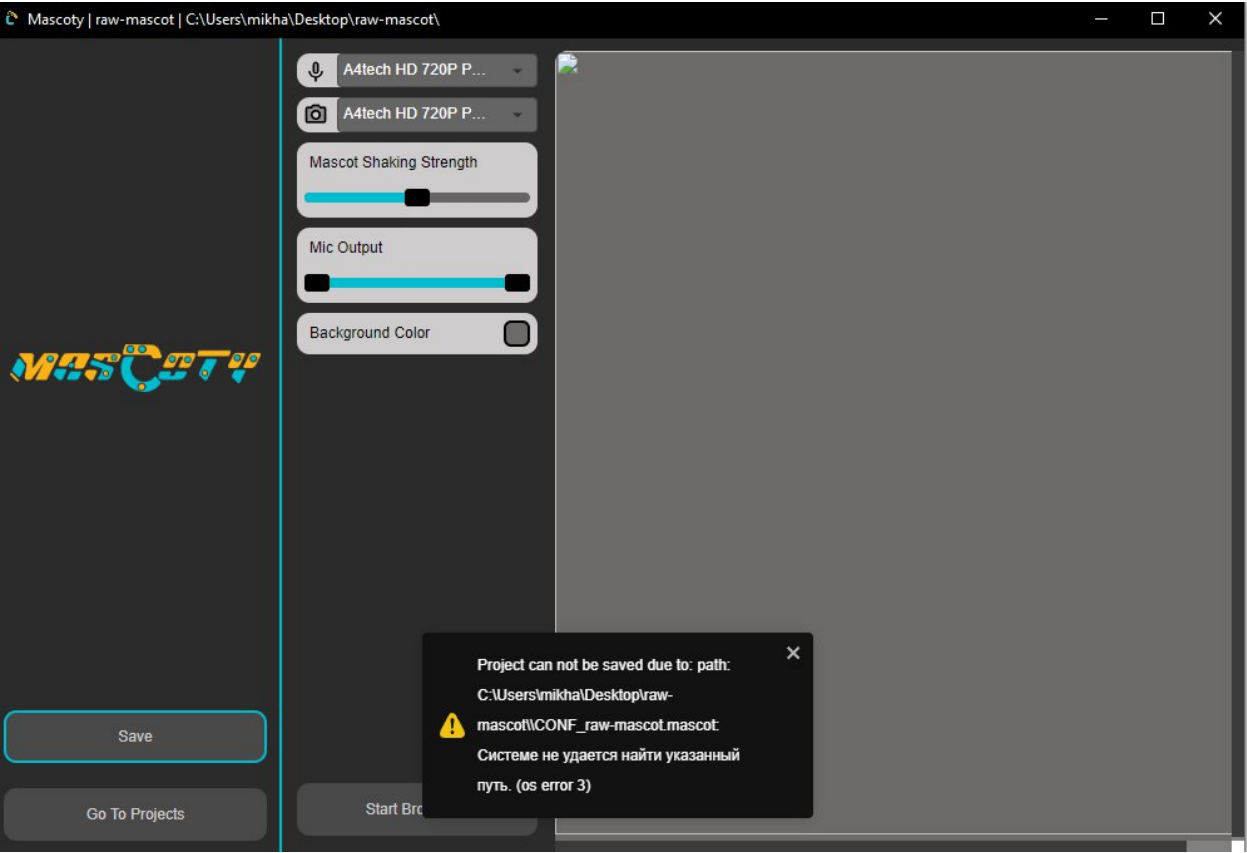 Mascoty | raw-mascot | C:\Users\mikha\Desktop\raw-mascot\
A4tech HD 720P P...
A4tech HD 720P P...
Mascot Shaking Strength
Mic Output
Background Color
MASCOTY
Save
Go To Projects
Start Bro
Project can not be saved due to: path:
C:\Users\mikha\Desktop\raw-
mascot\\CONF_raw-mascot.mascot:
Системе не удается найти указанный
путь. (os error 3)